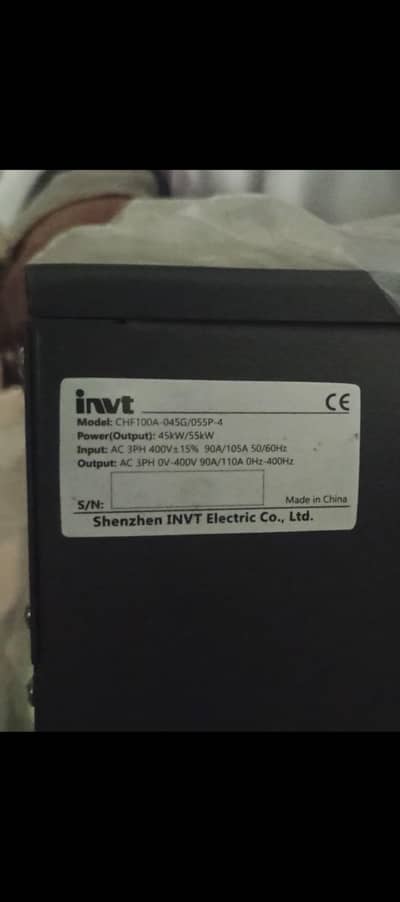 invt
CE
Model: CHF100A-045G/055P-4
Power(Output): 45kW/55kW
Input: AC 3PH 400V±15% 90A/105A 50/60Hz
Output: AC 3PH 0V-400V 90A/110A 0Hz-400Hz
S/N:
Made in China
Shenzhen INVT Electric Co., Ltd.